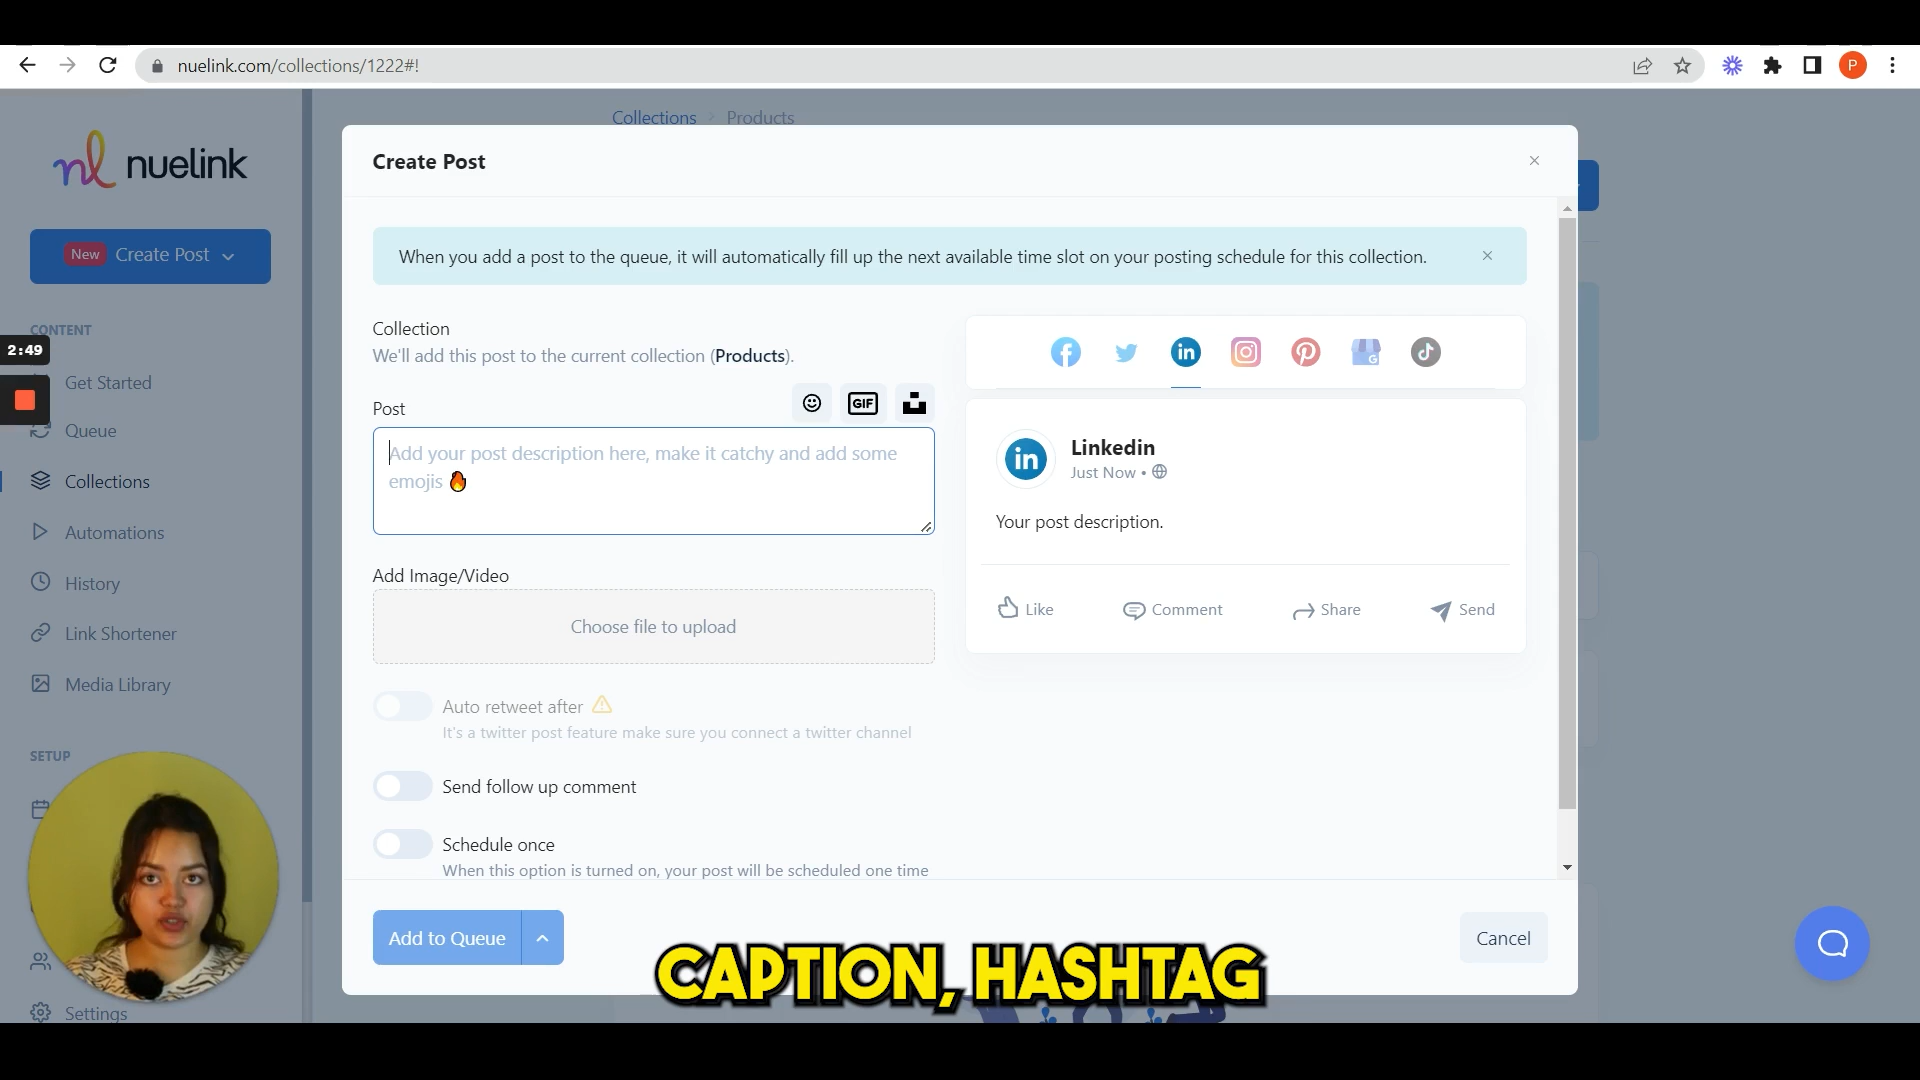 nuelink.com/collections/1222#!
P
nuelink
New Create Post
CONTENT
2:49
Get Started
Queue
Collections
Automations
History
Link Shortener
Media Library
SETUP
Settings
Collections > Products
Create Post
When you add a post to the queue, it will automatically fill up the next available time slot on your posting schedule for this collection.
Collection
We'll add this post to the current collection (Products).
Post
GIF
Add your post description here, make it catchy and add some
emojis 🔥
Add Image/Video
Choose file to upload
Auto retweet after
It's a twitter post feature make sure you connect a twitter channel
Send follow up comment
Schedule once
When this option is turned on, your post will be scheduled one time
Add to Queue
Cancel
Linkedin
Just Now •
Your post description.
Like Comment Share Send
CAPTION, HASHTAG